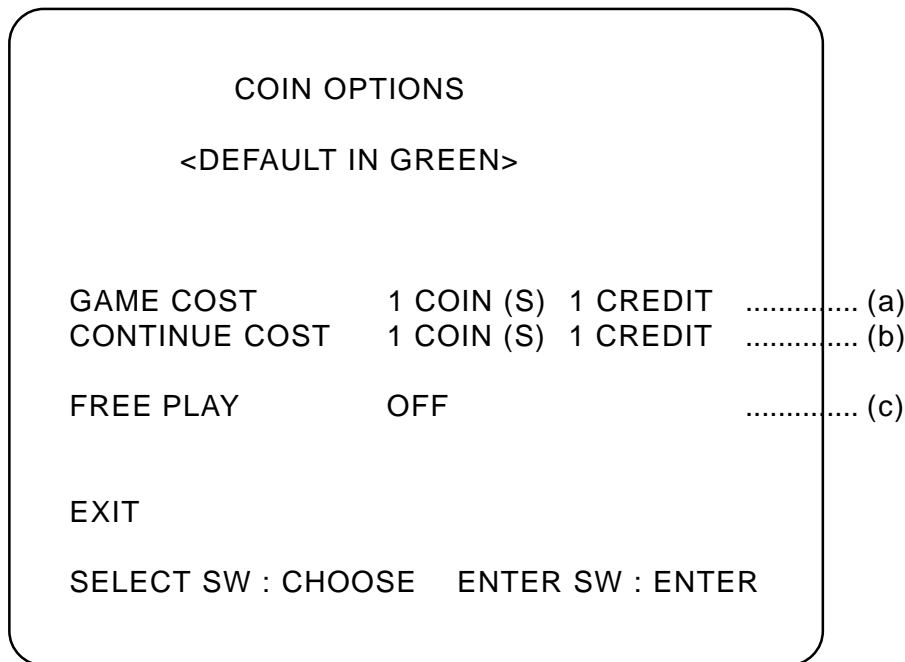 COIN OPTIONS
<DEFAULT IN GREEN>
GAME COST 1 COIN (S) 1 CREDIT .............. (a)
CONTINUE COST 1 COIN (S) 1 CREDIT .............. (b)
FREE PLAY OFF .............. (c)
EXIT
SELECT SW : CHOOSE ENTER SW : ENTER